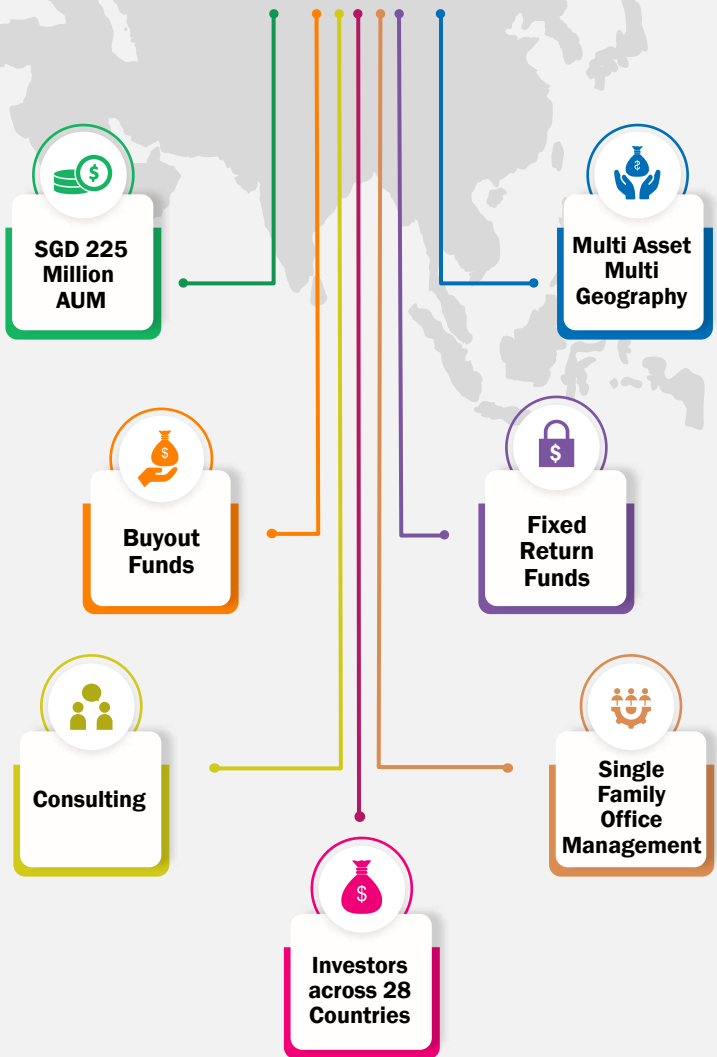 SGD 225
Million
AUM
Multi Asset
Multi
Geography
Buyout
Funds
Fixed
Return
Funds
Consulting
Single
Family
Office
Management
Investors
across 28
Countries